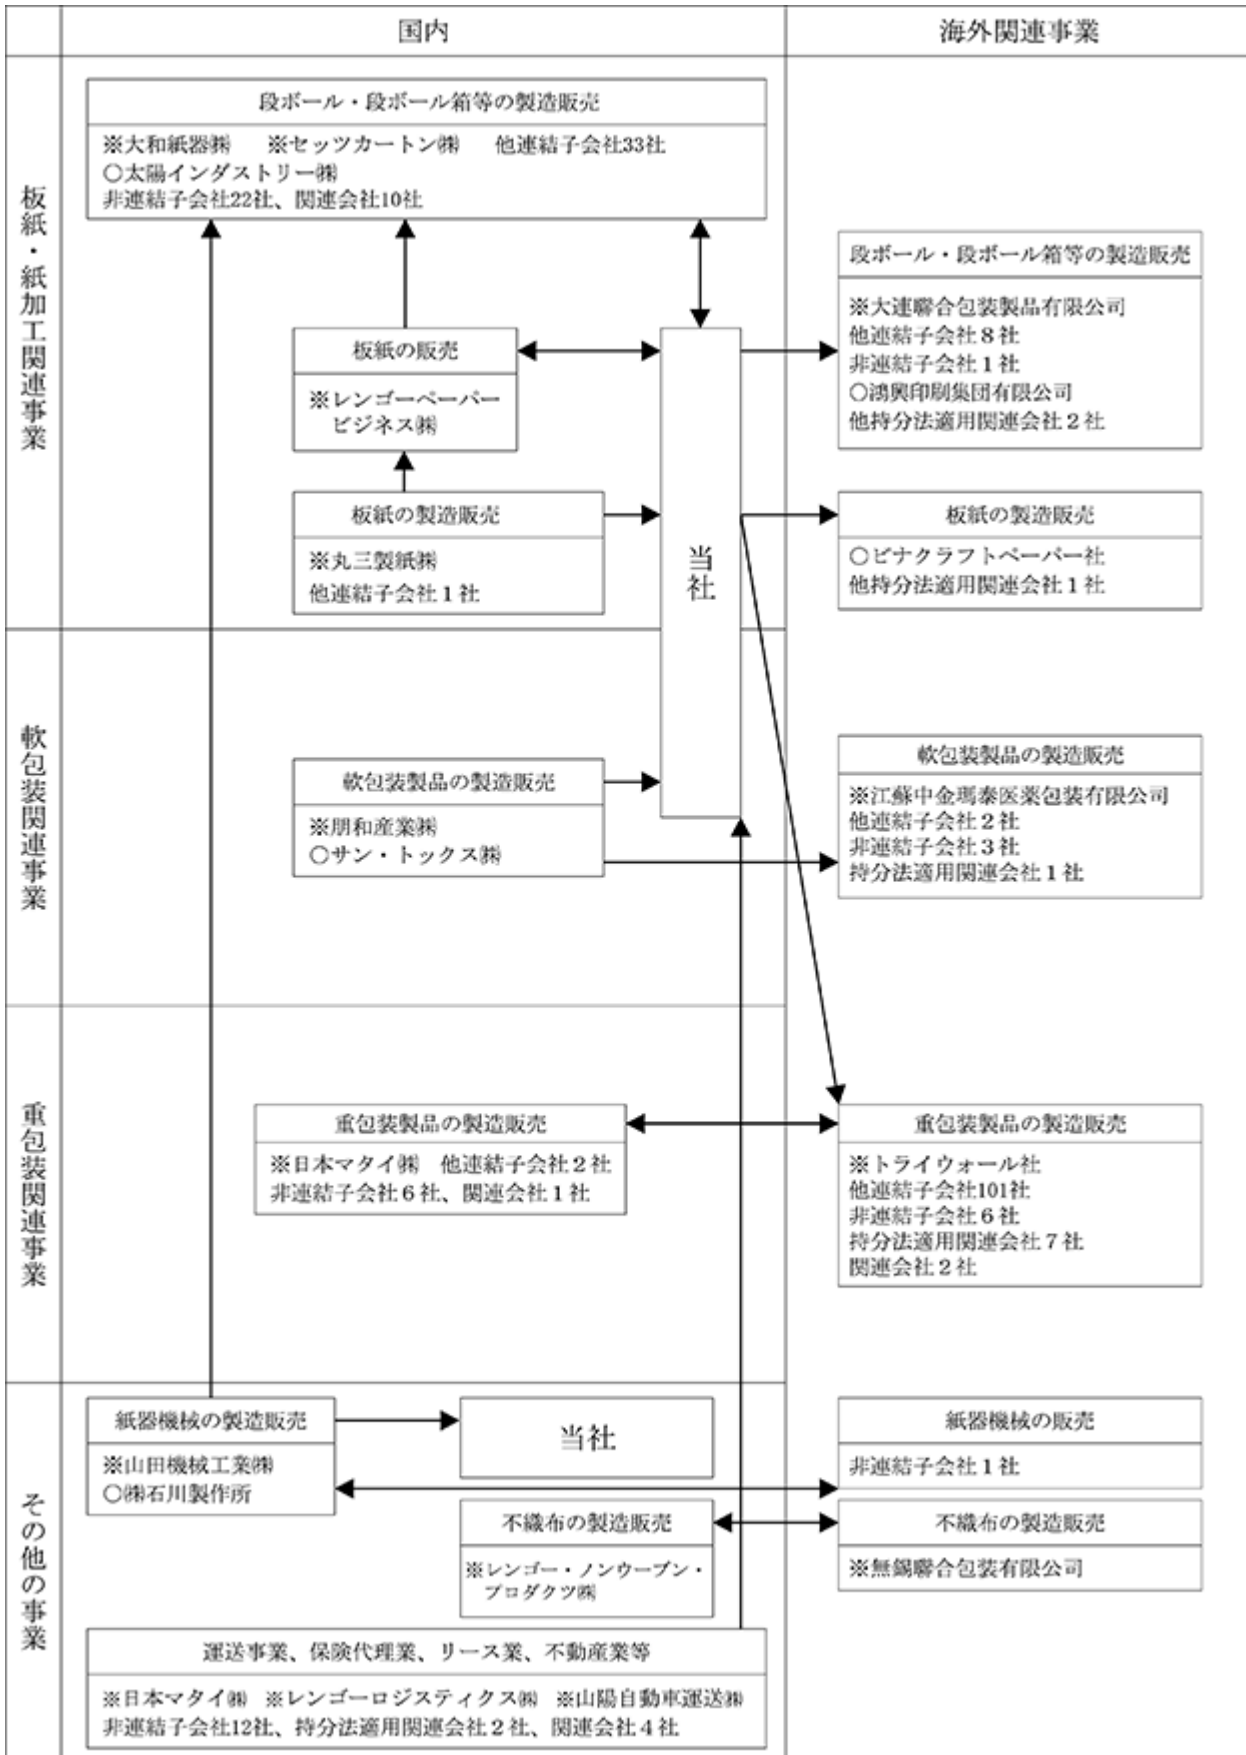 国内
海外関連事業
板紙・紙加工関連事業
段ボール・段ボール箱等の製造販売
※大和紙器㈱ ※セッツカートン㈱ 他連結子会社33社
○太陽インダストリー㈱
非連結子会社22社、関連会社10社
板紙の販売
※レンゴーペーパー
ビジネス㈱
板紙の製造販売
※丸三製紙㈱
他連結子会社1社
当社
段ボール・段ボール箱等の製造販売
※大連聯合包装製品有限公司
他連結子会社8社
非連結子会社1社
○鴻興印刷集団有限公司
他持分法適用関連会社2社
板紙の製造販売
○ビナクラフトペーパー社
他持分法適用関連会社1社
軟包装関連事業
軟包装製品の製造販売
※朋和産業㈱
○サン・トックス㈱
軟包装製品の製造販売
※江蘇中金瑪泰医薬包装有限公司
他連結子会社2社
非連結子会社3社
持分法適用関連会社1社
重包装関連事業
重包装製品の製造販売
※日本マタイ㈱ 他連結子会社2社
非連結子会社6社、関連会社1社
重包装製品の製造販売
※トライウォール社
他連結子会社101社
非連結子会社6社
持分法適用関連会社7社
関連会社2社
その他の事業
紙器機械の製造販売
※山田機械工業㈱
○㈱石川製作所
当社
紙器機械の販売
非連結子会社1社
不織布の製造販売
※レンゴー・ノンウーブン・
プロダクツ㈱
不織布の製造販売
※無錫聯合包装有限公司
運送事業、保険代理業、リース業、不動産業等
※日本マタイ㈱ ※レンゴーロジスティクス㈱ ※山陽自動車運送㈱
非連結子会社12社、持分法適用関連会社2社、関連会社4社